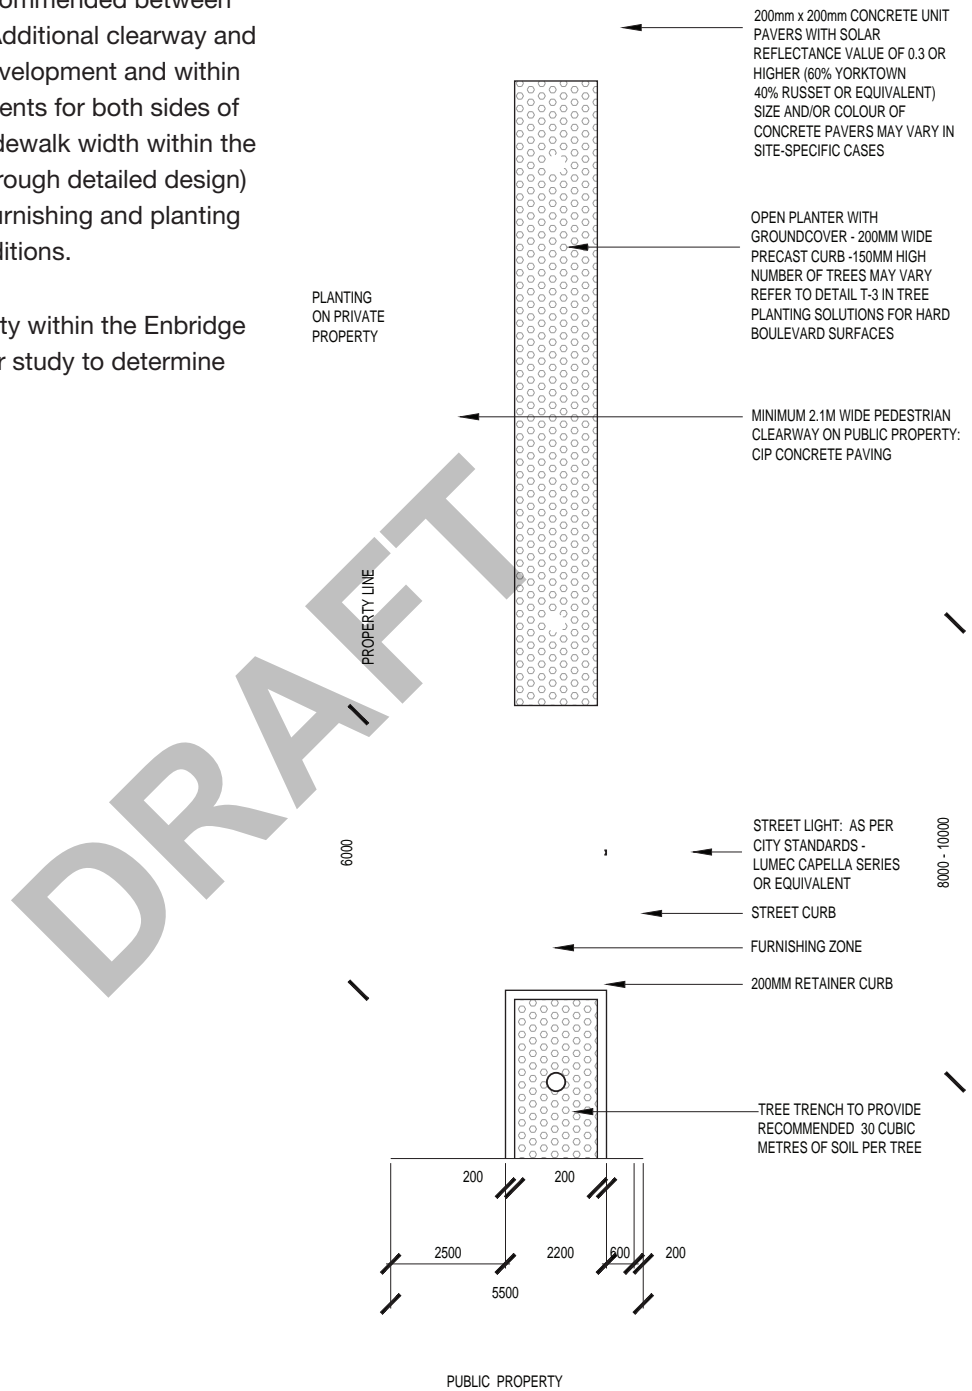 ommended between
Additional clearway and
velopment and within
ents for both sides of
dewalk width within the
rough detailed design)
urnishing and planting
ditions.
ty within the Enbridge
r study to determine
200mm x 200mm CONCRETE UNIT
PAVERS WITH SOLAR
REFLECTANCE VALUE OF 0.3 OR
HIGHER (60% YORKTOWN
40% RUSSET OR EQUIVALENT)
SIZE AND/OR COLOUR OF
CONCRETE PAVERS MAY VARY IN
SITE-SPECIFIC CASES
OPEN PLANTER WITH
GROUNDCOVER - 200MM WIDE
PRECAST CURB -150MM HIGH
NUMBER OF TREES MAY VARY
REFER TO DETAIL T-3 IN TREE
PLANTING SOLUTIONS FOR HARD
BOULEVARD SURFACES
PLANTING
ON PRIVATE
PROPERTY
MINIMUM 2.1M WIDE PEDESTRIAN
CLEARWAY ON PUBLIC PROPERTY:
CIP CONCRETE PAVING
PROPERTY LINE
DRAFT
6000
STREET LIGHT: AS PER
CITY STANDARDS -
LUMEC CAPELLA SERIES
OR EQUIVALENT
8000 - 10000
STREET CURB
FURNISHING ZONE
200MM RETAINER CURB
TREE TRENCH TO PROVIDE
RECOMMENDED 30 CUBIC
METRES OF SOIL PER TREE
200 200
2500 2200 600 200
5500
PUBLIC PROPERTY